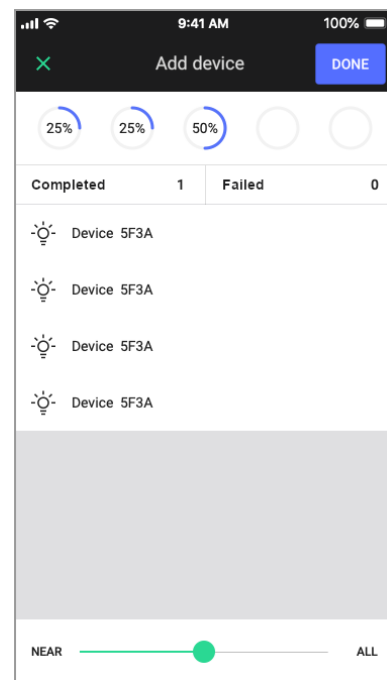 9:41 AM 100%
Add device DONE
25% 25% 50%
Completed 1 Failed 0
Device 5F3A
Device 5F3A
Device 5F3A
Device 5F3A
NEAR ALL